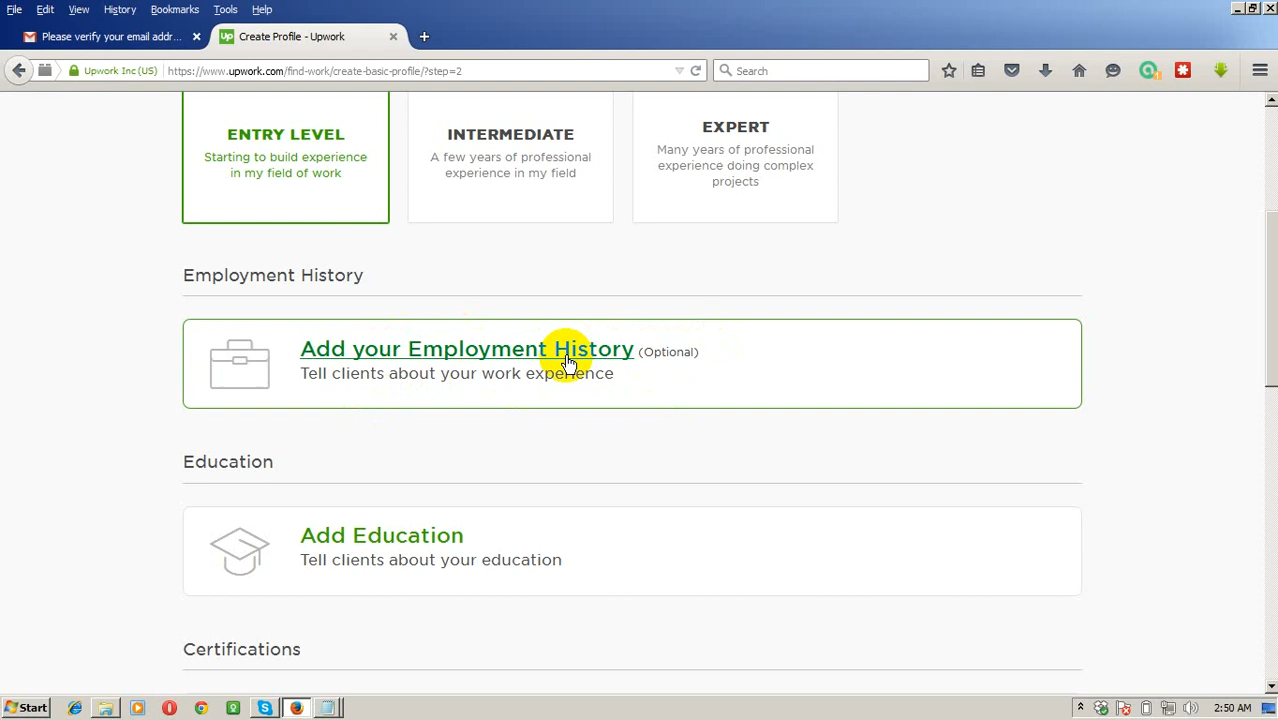 File Edit View History Bookmarks Tools Help
Please verify your email addr... × Up Create Profile - Upwork ×
Upwork Inc (US) https://www.upwork.com/find-work/create-basic-profile/?step=2 Search
ENTRY LEVEL
Starting to build experience
in my field of work
INTERMEDIATE
A few years of professional
experience in my field
EXPERT
Many years of professional
experience doing complex
projects
Employment History
Add your Employment History (Optional)
Tell clients about your work experience
Education
Add Education
Tell clients about your education
Certifications
Start 2:50 AM